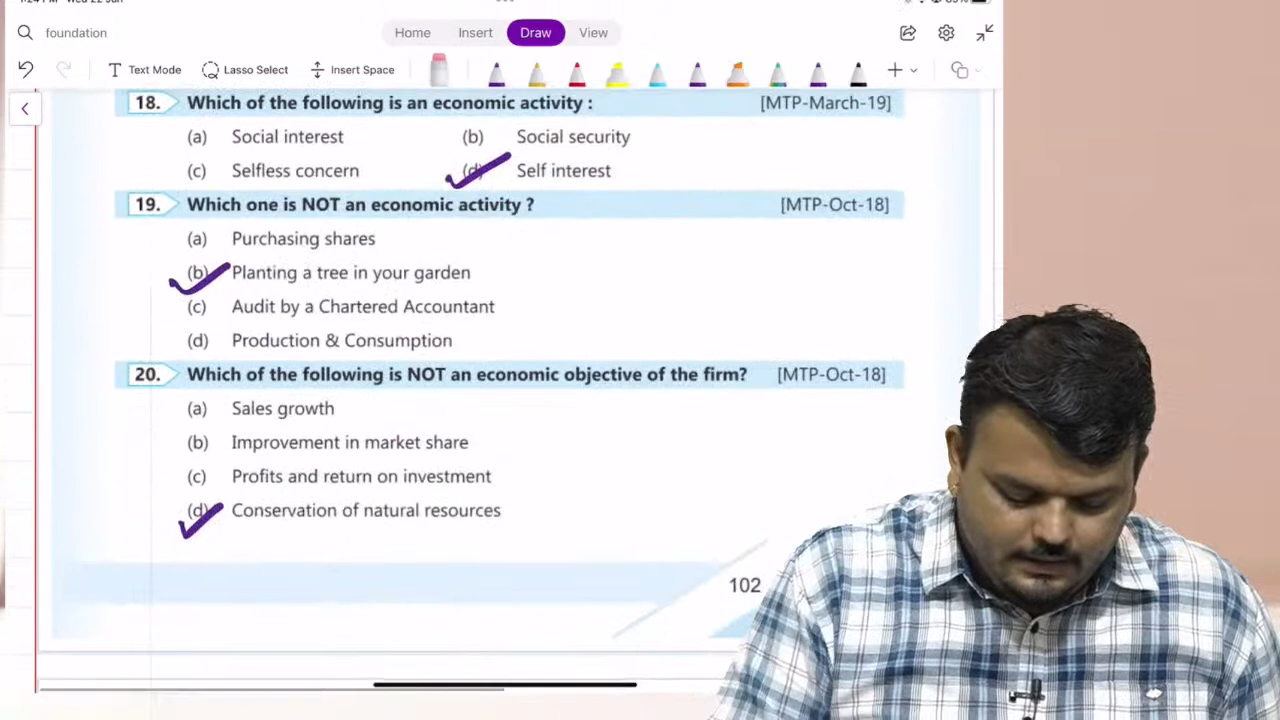 foundation
Home Insert Draw View
Text Mode Lasso Select Insert Space
18. Which of the following is an economic activity : [MTP-March-19]
(a) Social interest (b) Social security
(c) Selfless concern (d) Self interest
19. Which one is NOT an economic activity ? [MTP-Oct-18]
(a) Purchasing shares
(b) Planting a tree in your garden
(c) Audit by a Chartered Accountant
(d) Production & Consumption
20. Which of the following is NOT an economic objective of the firm? [MTP-Oct-18]
(a) Sales growth
(b) Improvement in market share
(c) Profits and return on investment
(d) Conservation of natural resources
102